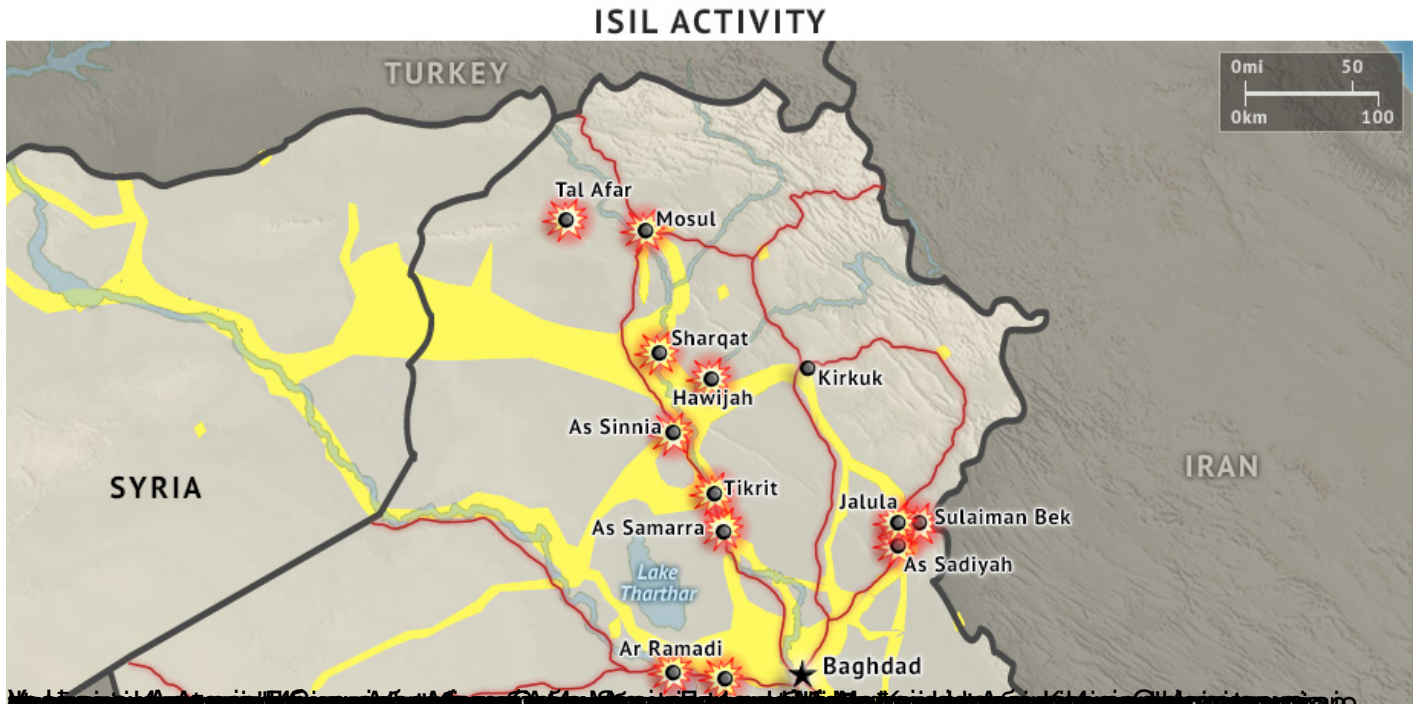 ISIL ACTIVITY
TURKEY
0mi 50
0km 100
Tal Afar
Mosul
Sharqat
Kirkuk
Hawijah
As Sinnia
IRAN
SYRIA
Tikrit
Jalula
Sulaiman Bek
As Samarra
As Sadiyah
Lake
Tharthar
Ar Ramadi
Baghdad